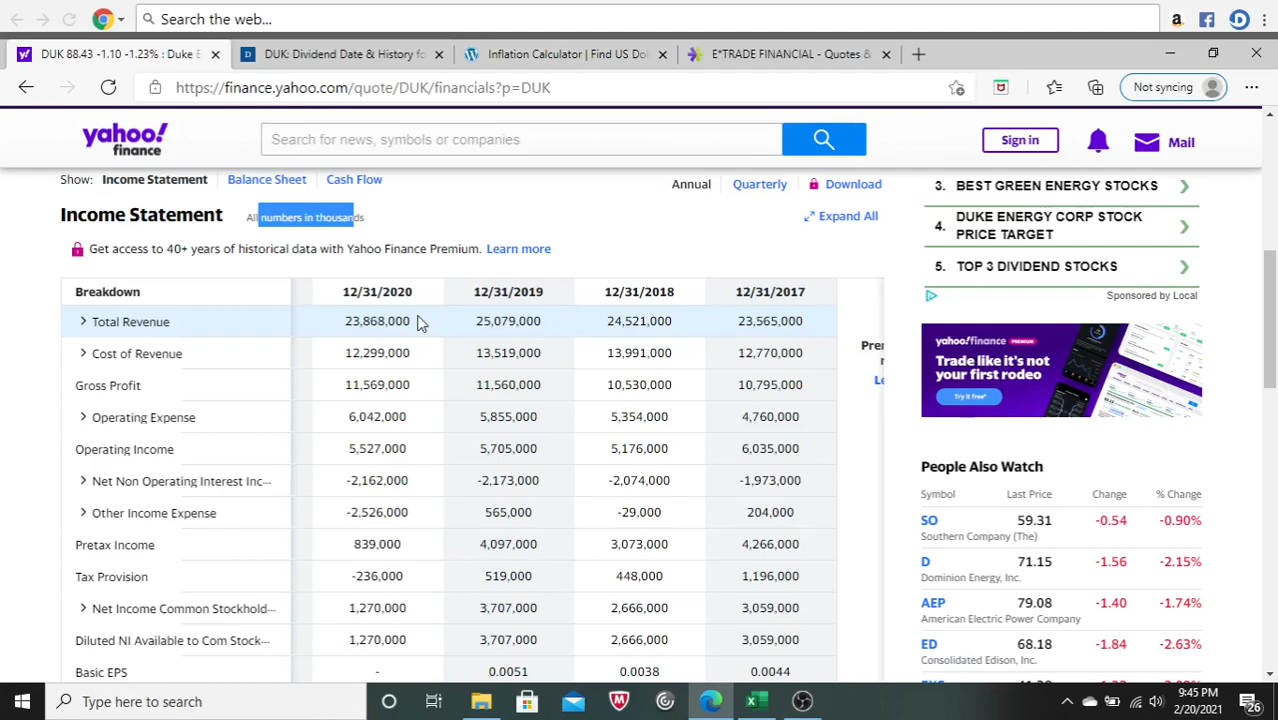 Search the web...
DUK 88.43 -1.10 -1.23% : Duke E
DUK: Dividend Date & History fo
Inflation Calculator | Find US Dol
E*TRADE FINANCIAL - Quotes &
https://finance.yahoo.com/quote/DUK/financials?p=DUK
Not syncing
yahoo!
finance
Search for news, symbols or companies
Sign in
Mail
Show: Income Statement Balance Sheet Cash Flow
Annual Quarterly Download
Income Statement All numbers in thousands
Expand All
Get access to 40+ years of historical data with Yahoo Finance Premium. Learn more
Breakdown 12/31/2020 12/31/2019 12/31/2018 12/31/2017
Total Revenue 23,868,000 25,079,000 24,521,000 23,565,000
Cost of Revenue 12,299,000 13,519,000 13,991,000 12,770,000
Gross Profit 11,569,000 11,560,000 10,530,000 10,795,000
Operating Expense 6,042,000 5,855,000 5,354,000 4,760,000
Operating Income 5,527,000 5,705,000 5,176,000 6,035,000
Net Non Operating Interest Inc... -2,162,000 -2,173,000 -2,074,000 -1,973,000
Other Income Expense -2,526,000 565,000 -29,000 204,000
Pretax Income 839,000 4,097,000 3,073,000 4,266,000
Tax Provision -236,000 519,000 448,000 1,196,000
Net Income Common Stockhold... 1,270,000 3,707,000 2,666,000 3,059,000
Diluted NI Available to Com Stock... 1,270,000 3,707,000 2,666,000 3,059,000
Basic EPS - 0.0051 0.0038 0.0044
Prem
Le
3. BEST GREEN ENERGY STOCKS
4. DUKE ENERGY CORP STOCK
PRICE TARGET
5. TOP 3 DIVIDEND STOCKS
Sponsored by Local
yahoo!finance PREMIUM
Trade like it's not
your first rodeo
Try it free*
People Also Watch
Symbol Last Price Change % Change
SO 59.31 -0.54 -0.90%
Southern Company (The)
D 71.15 -1.56 -2.15%
Dominion Energy, Inc.
AEP 79.08 -1.40 -1.74%
American Electric Power Company
ED 68.18 -1.84 -2.63%
Consolidated Edison, Inc.
Type here to search
9:45 PM
2/20/2021
26